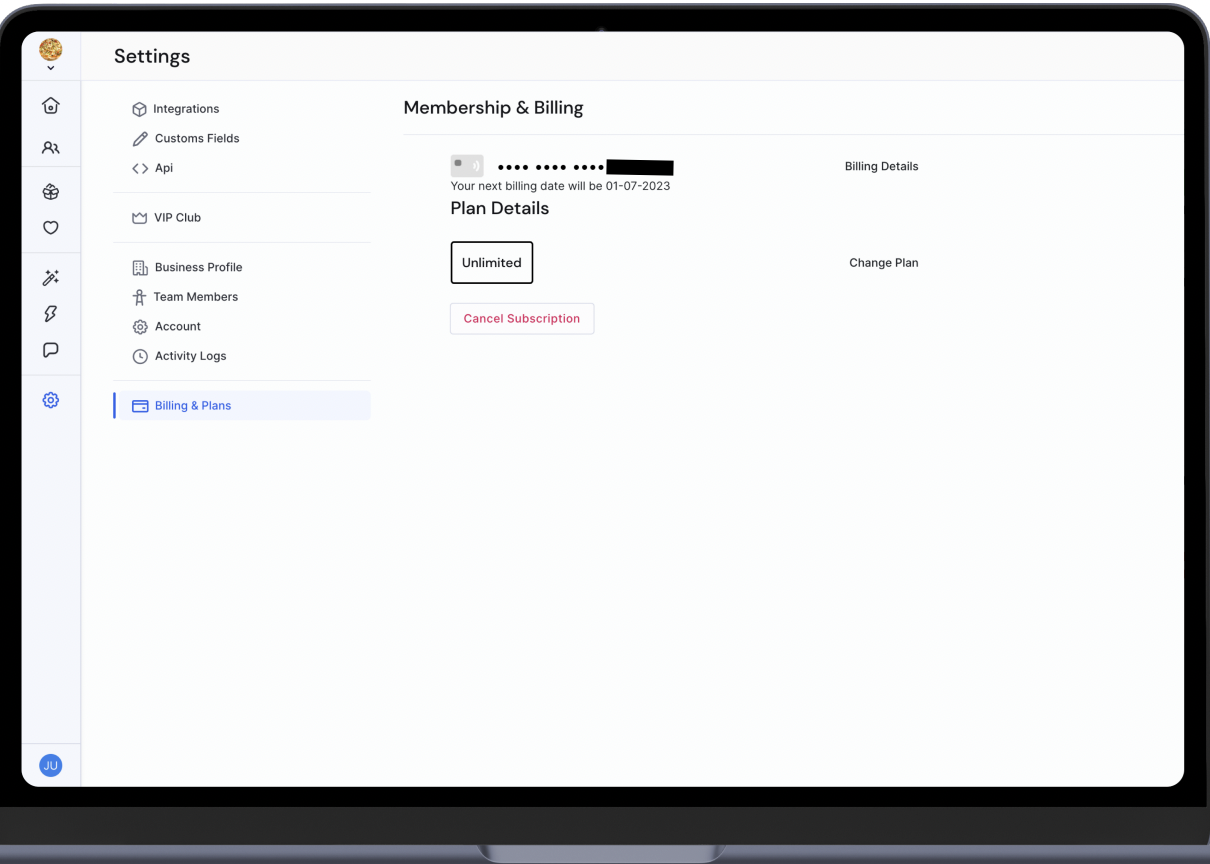 Settings
Integrations
Customs Fields
Api
VIP Club
Business Profile
Team Members
Account
Activity Logs
Billing & Plans
JU
Membership & Billing
•••• •••• ••••
Billing Details
Your next billing date will be 01-07-2023
Plan Details
Unlimited
Change Plan
Cancel Subscription